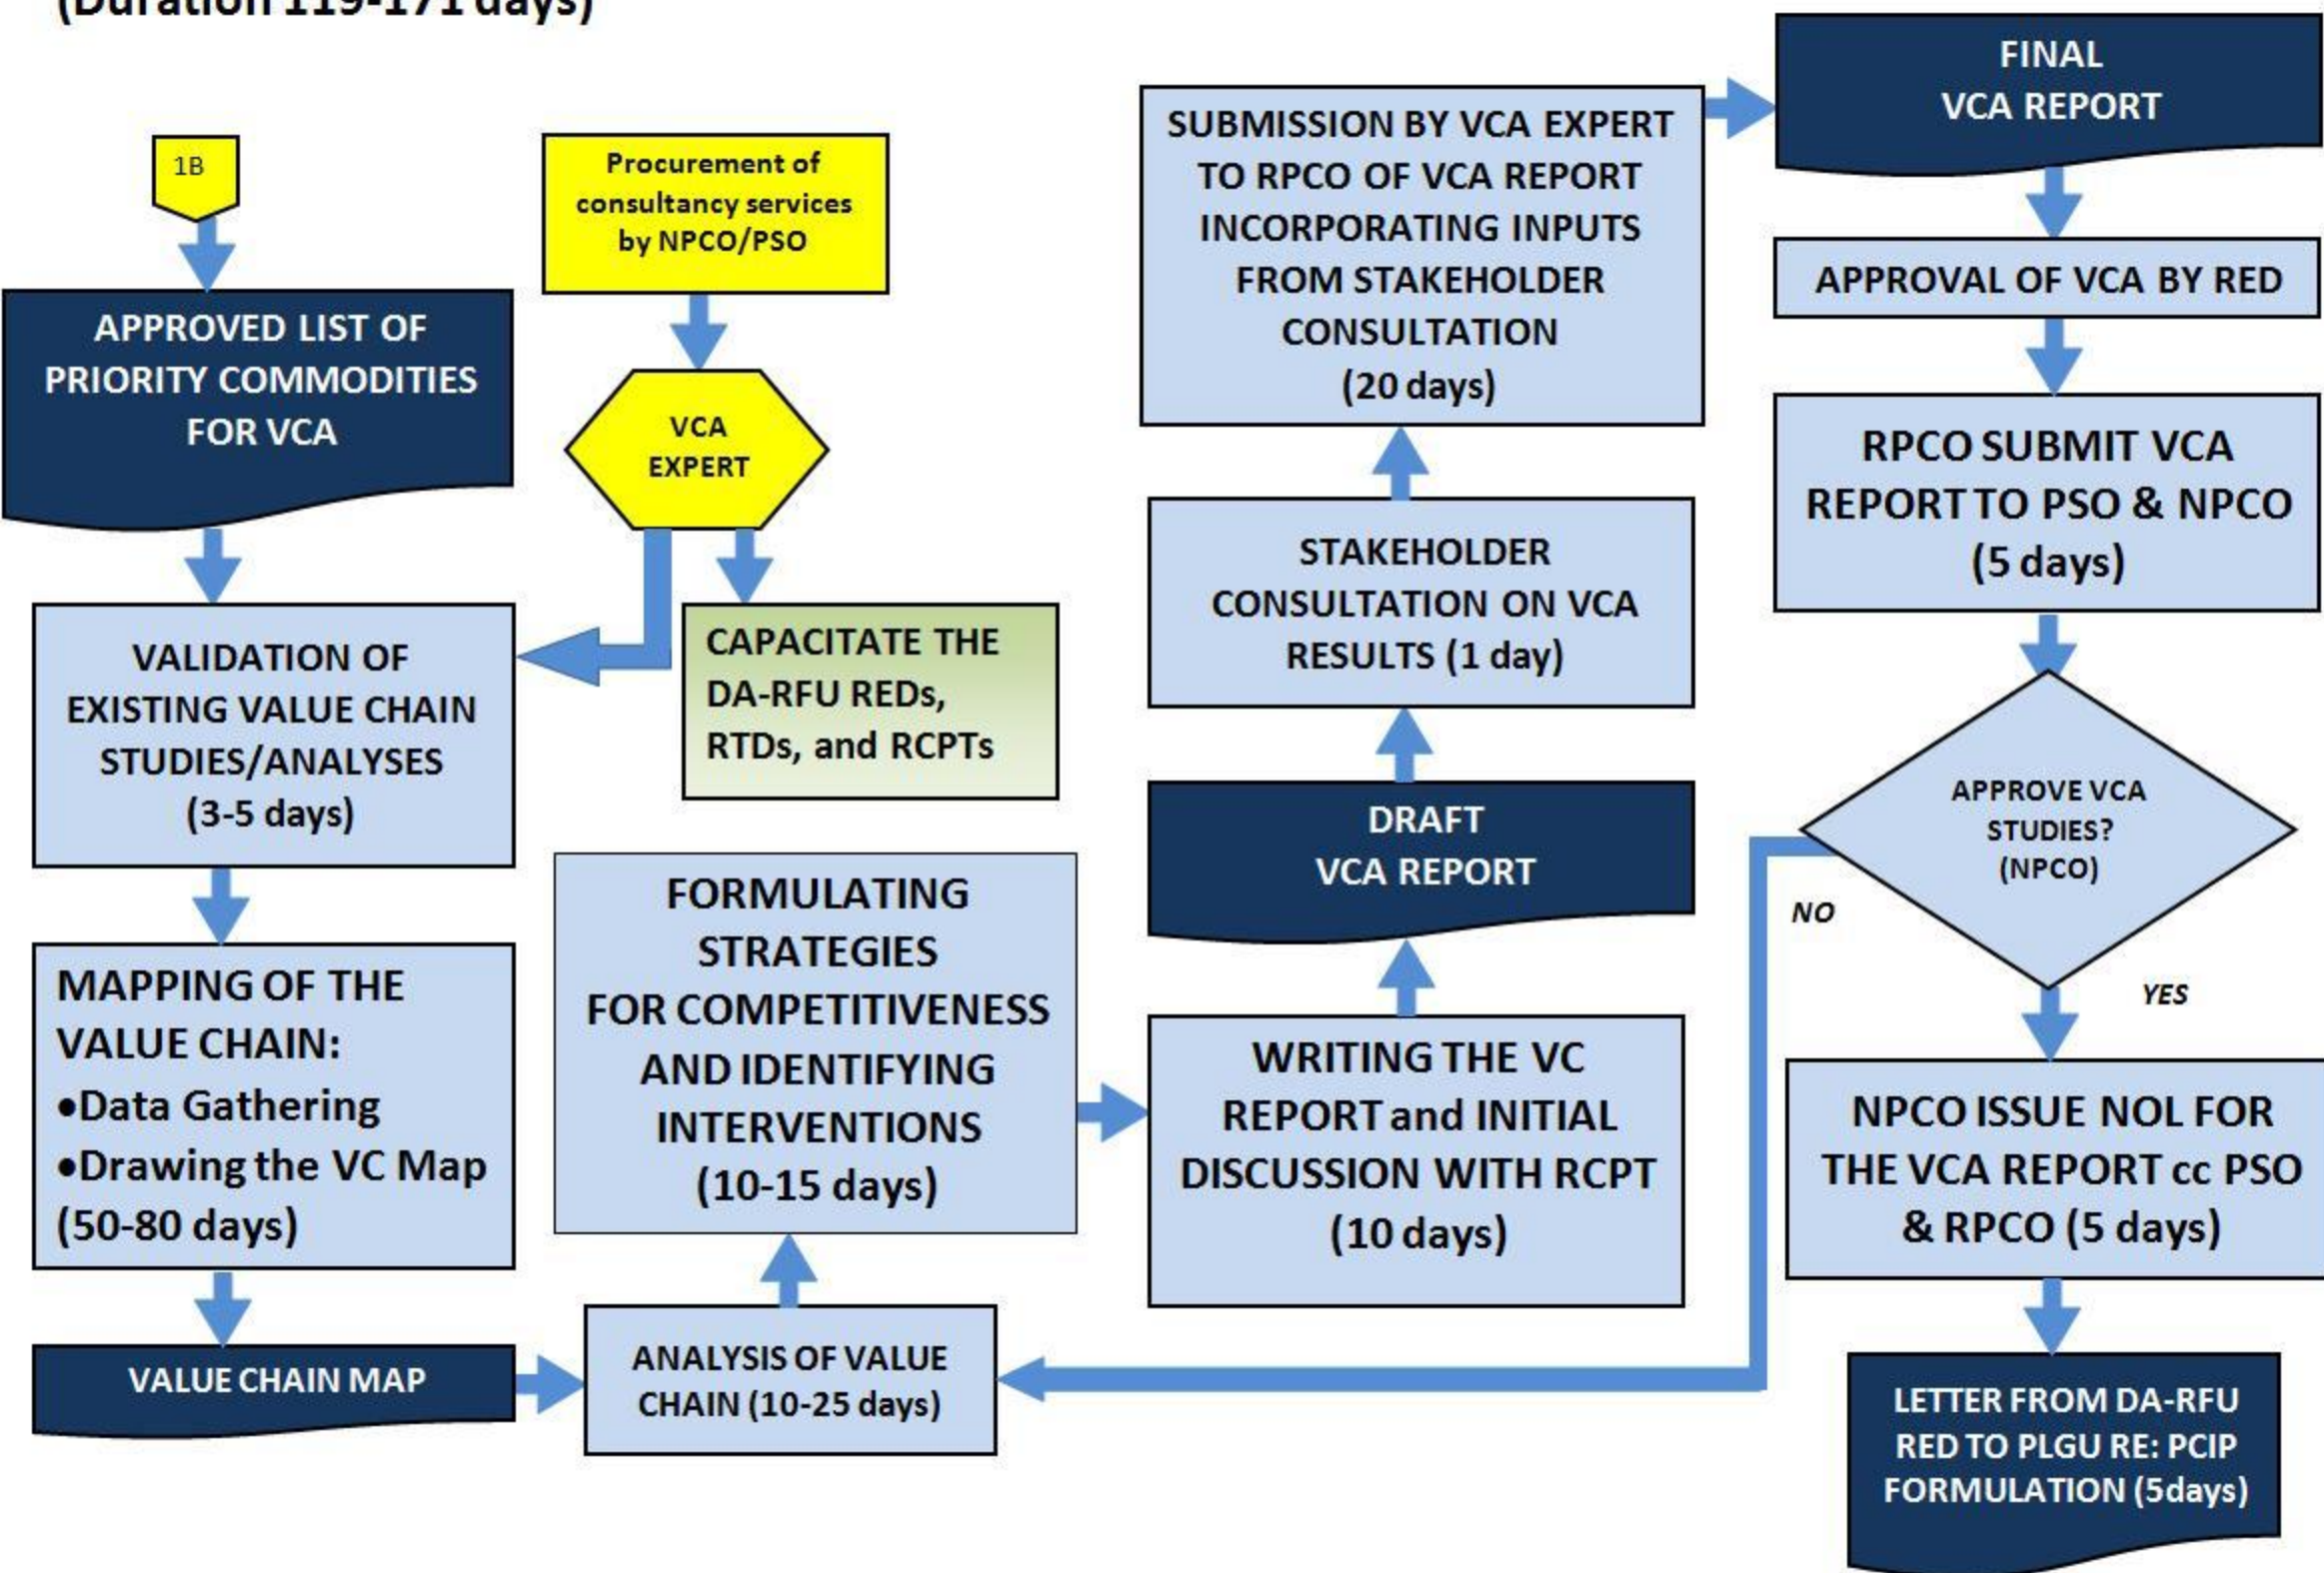 (Duration 119-171 days)
1B
APPROVED LIST OF
PRIORITY COMMODITIES
FOR VCA
Procurement of
consultancy services
by NPCO/PSO
VCA
EXPERT
CAPACITATE THE
DA-RFU REDs,
RTDs, and RCPTs
VALIDATION OF
EXISTING VALUE CHAIN
STUDIES/ANALYSES
(3-5 days)
MAPPING OF THE
VALUE CHAIN:
•Data Gathering
•Drawing the VC Map
(50-80 days)
VALUE CHAIN MAP
ANALYSIS OF VALUE
CHAIN (10-25 days)
FORMULATING
STRATEGIES
FOR COMPETITIVENESS
AND IDENTIFYING
INTERVENTIONS
(10-15 days)
WRITING THE VC
REPORT and INITIAL
DISCUSSION WITH RCPT
(10 days)
DRAFT
VCA REPORT
STAKEHOLDER
CONSULTATION ON VCA
RESULTS (1 day)
SUBMISSION BY VCA EXPERT
TO RPCO OF VCA REPORT
INCORPORATING INPUTS
FROM STAKEHOLDER
CONSULTATION
(20 days)
FINAL
VCA REPORT
APPROVAL OF VCA BY RED
RPCO SUBMIT VCA
REPORT TO PSO & NPCO
(5 days)
APPROVE VCA
STUDIES?
(NPCO)
NO
YES
NPCO ISSUE NOL FOR
THE VCA REPORT cc PSO
& RPCO (5 days)
LETTER FROM DA-RFU
RED TO PLGU RE: PCIP
FORMULATION (5days)